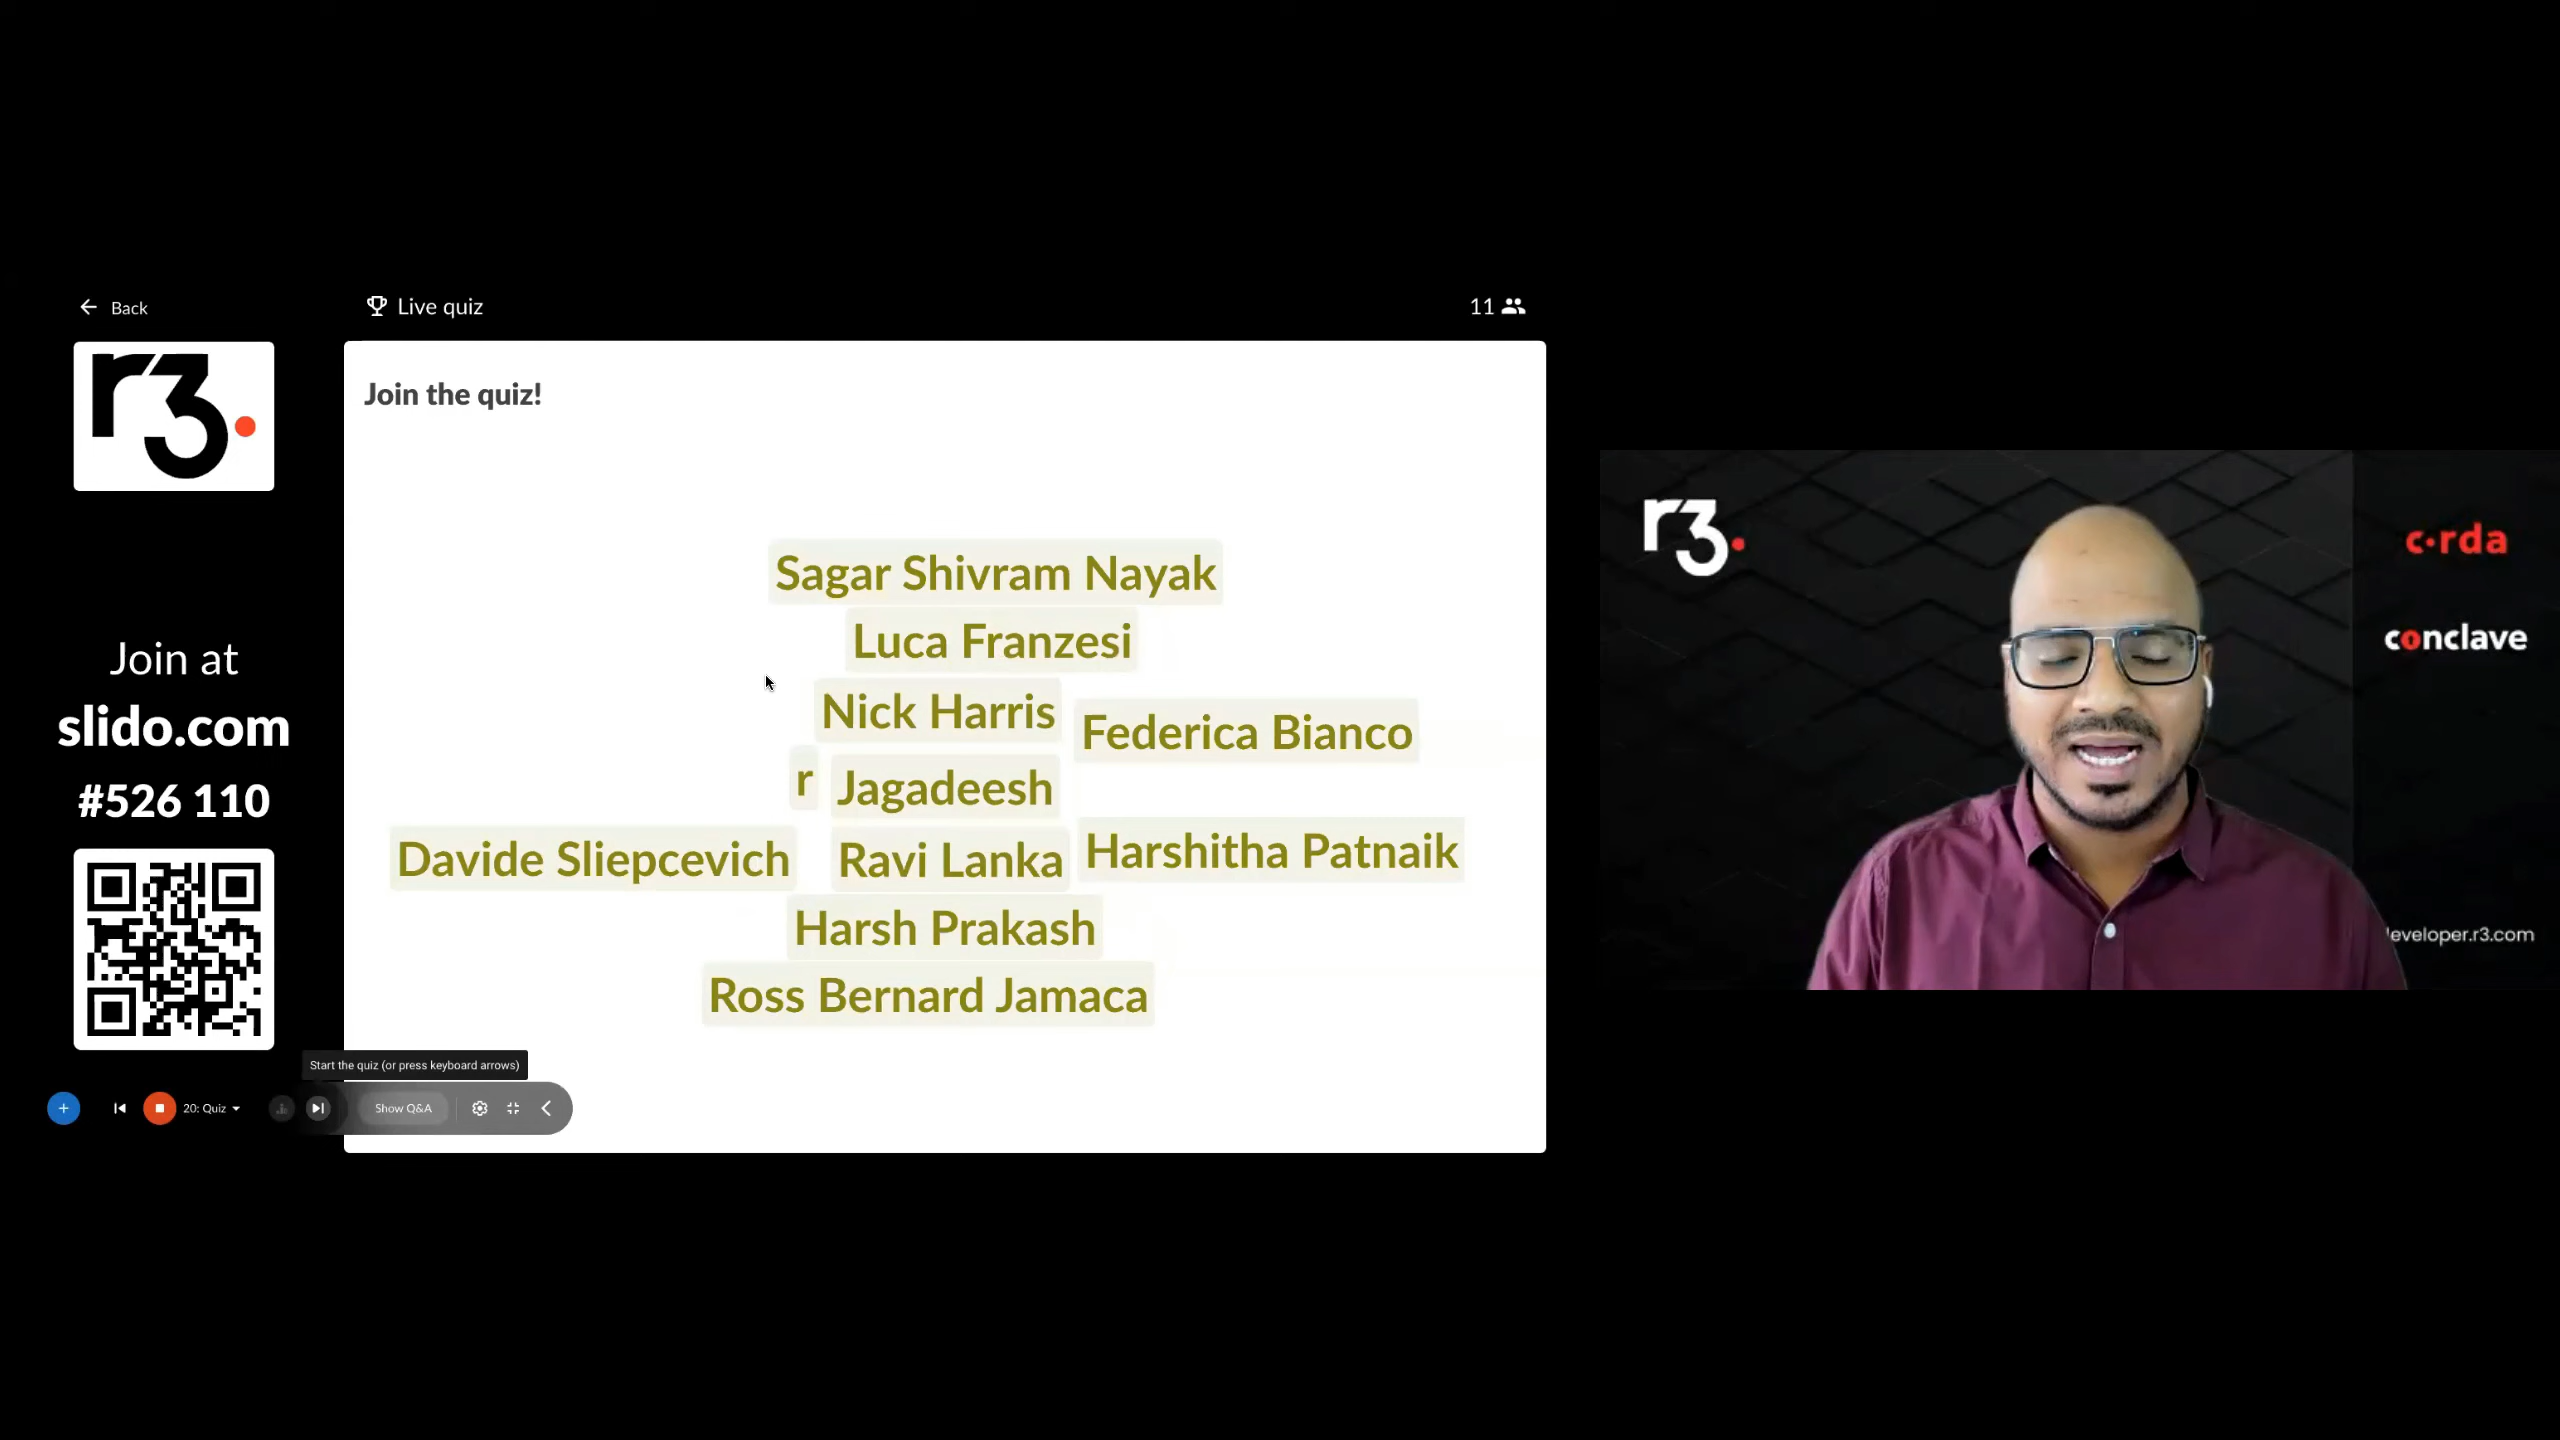 Back
Live quiz
11
r3.
Join the quiz!
Sagar Shivram Nayak
Luca Franzesi
Nick Harris
Federica Bianco
r
Jagadeesh
Davide Sliepcevich
Ravi Lanka
Harshitha Patnaik
Harsh Prakash
Ross Bernard Jamaca
Join at
slido.com
#526 110
Start the quiz (or press keyboard arrows)
20: Quiz
Show Q&A
r3.
c•rda
conclave
eveloper.r3.com